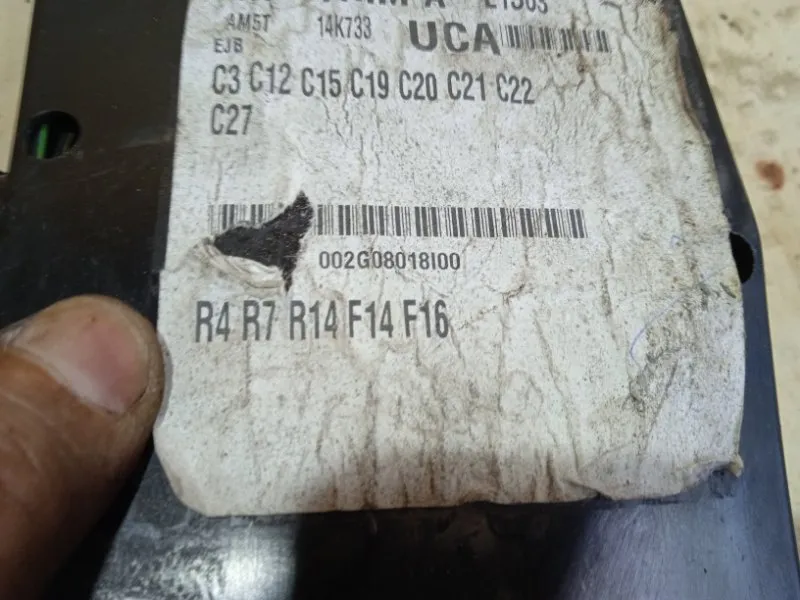 AM5T 14K733 UCA
EJB
C3 C12 C15 C19 C20 C21 C22
C27
002G08018I00
R4 R7 R14 F14 F16